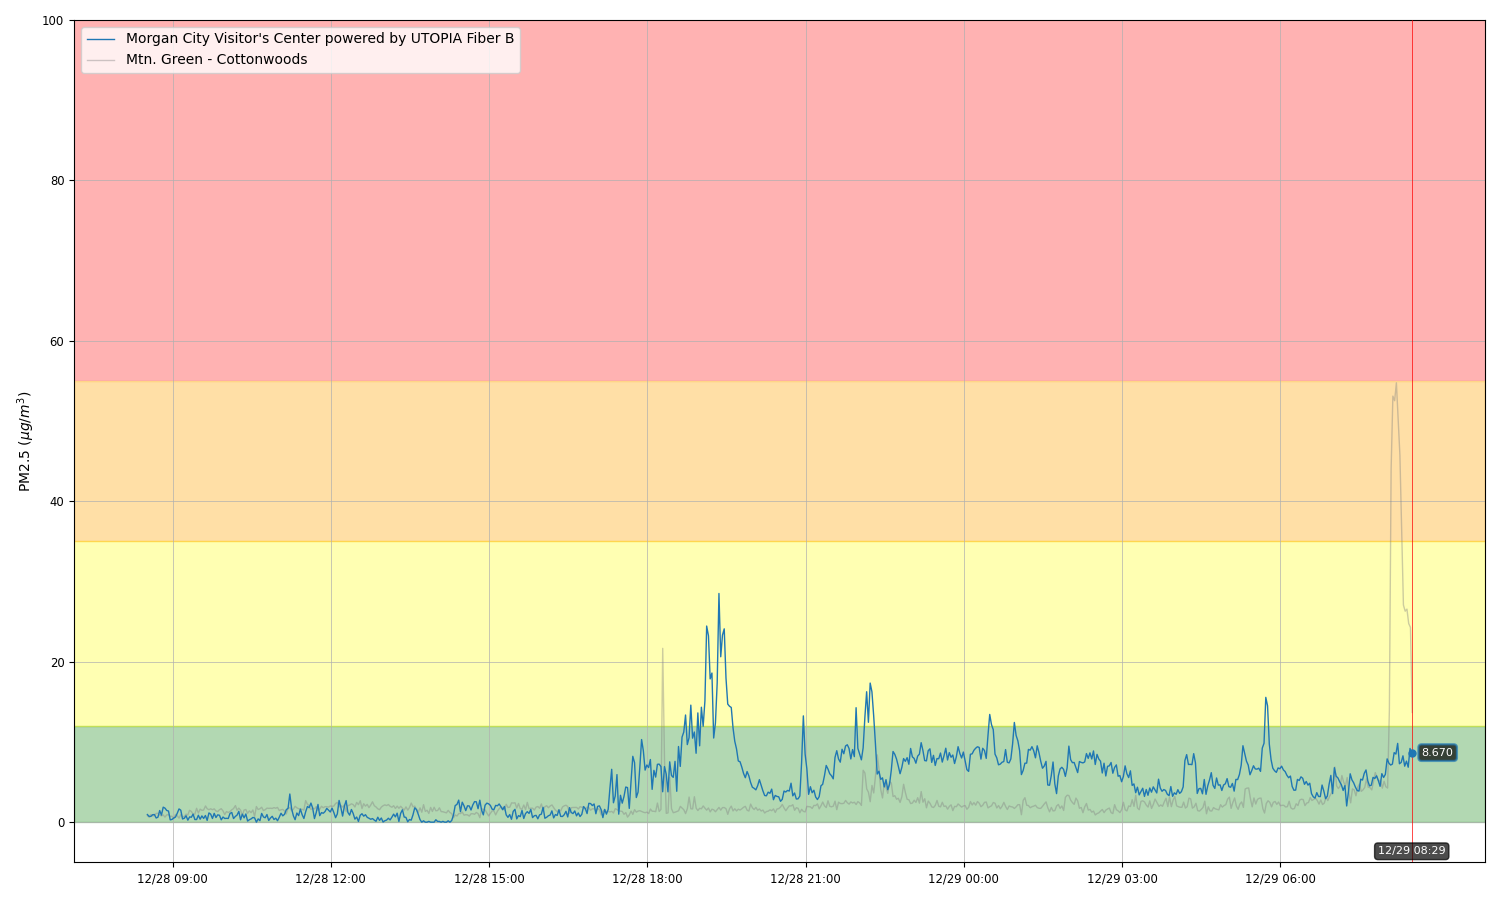 Morgan City Visitor's Center powered by UTOPIA Fiber B
Mtn. Green - Cottonwoods
100
80
60
40
20
0
PM2.5 (μg/m³)
8.670
12/29 08:29
12/28 09:00 12/28 12:00 12/28 15:00 12/28 18:00 12/28 21:00 12/29 00:00 12/29 03:00 12/29 06:00